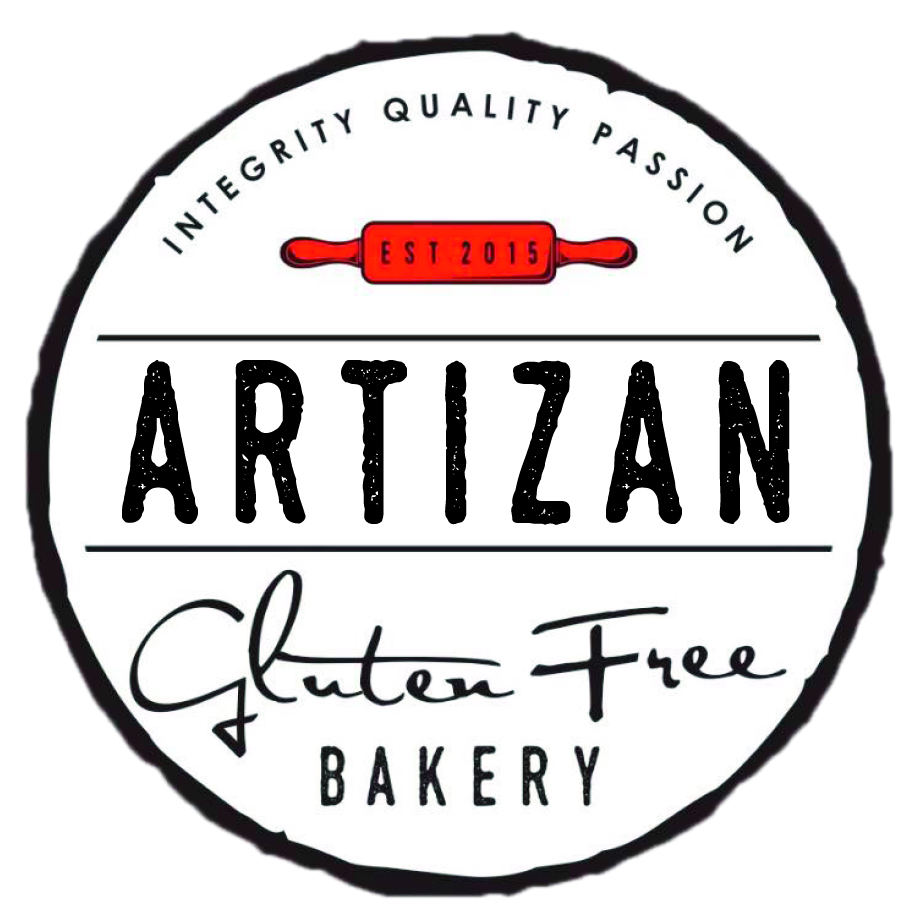 INTEGRITY QUALITY PASSION
EST 2015
ARTIZAN
Gluten Free
BAKERY